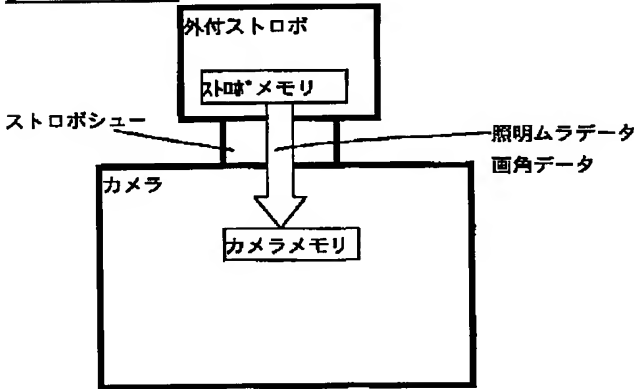 外付ストロボ
ストロボメモリ
ストロボシュー
照明ムラデータ
画角データ
カメラ
カメラメモリ